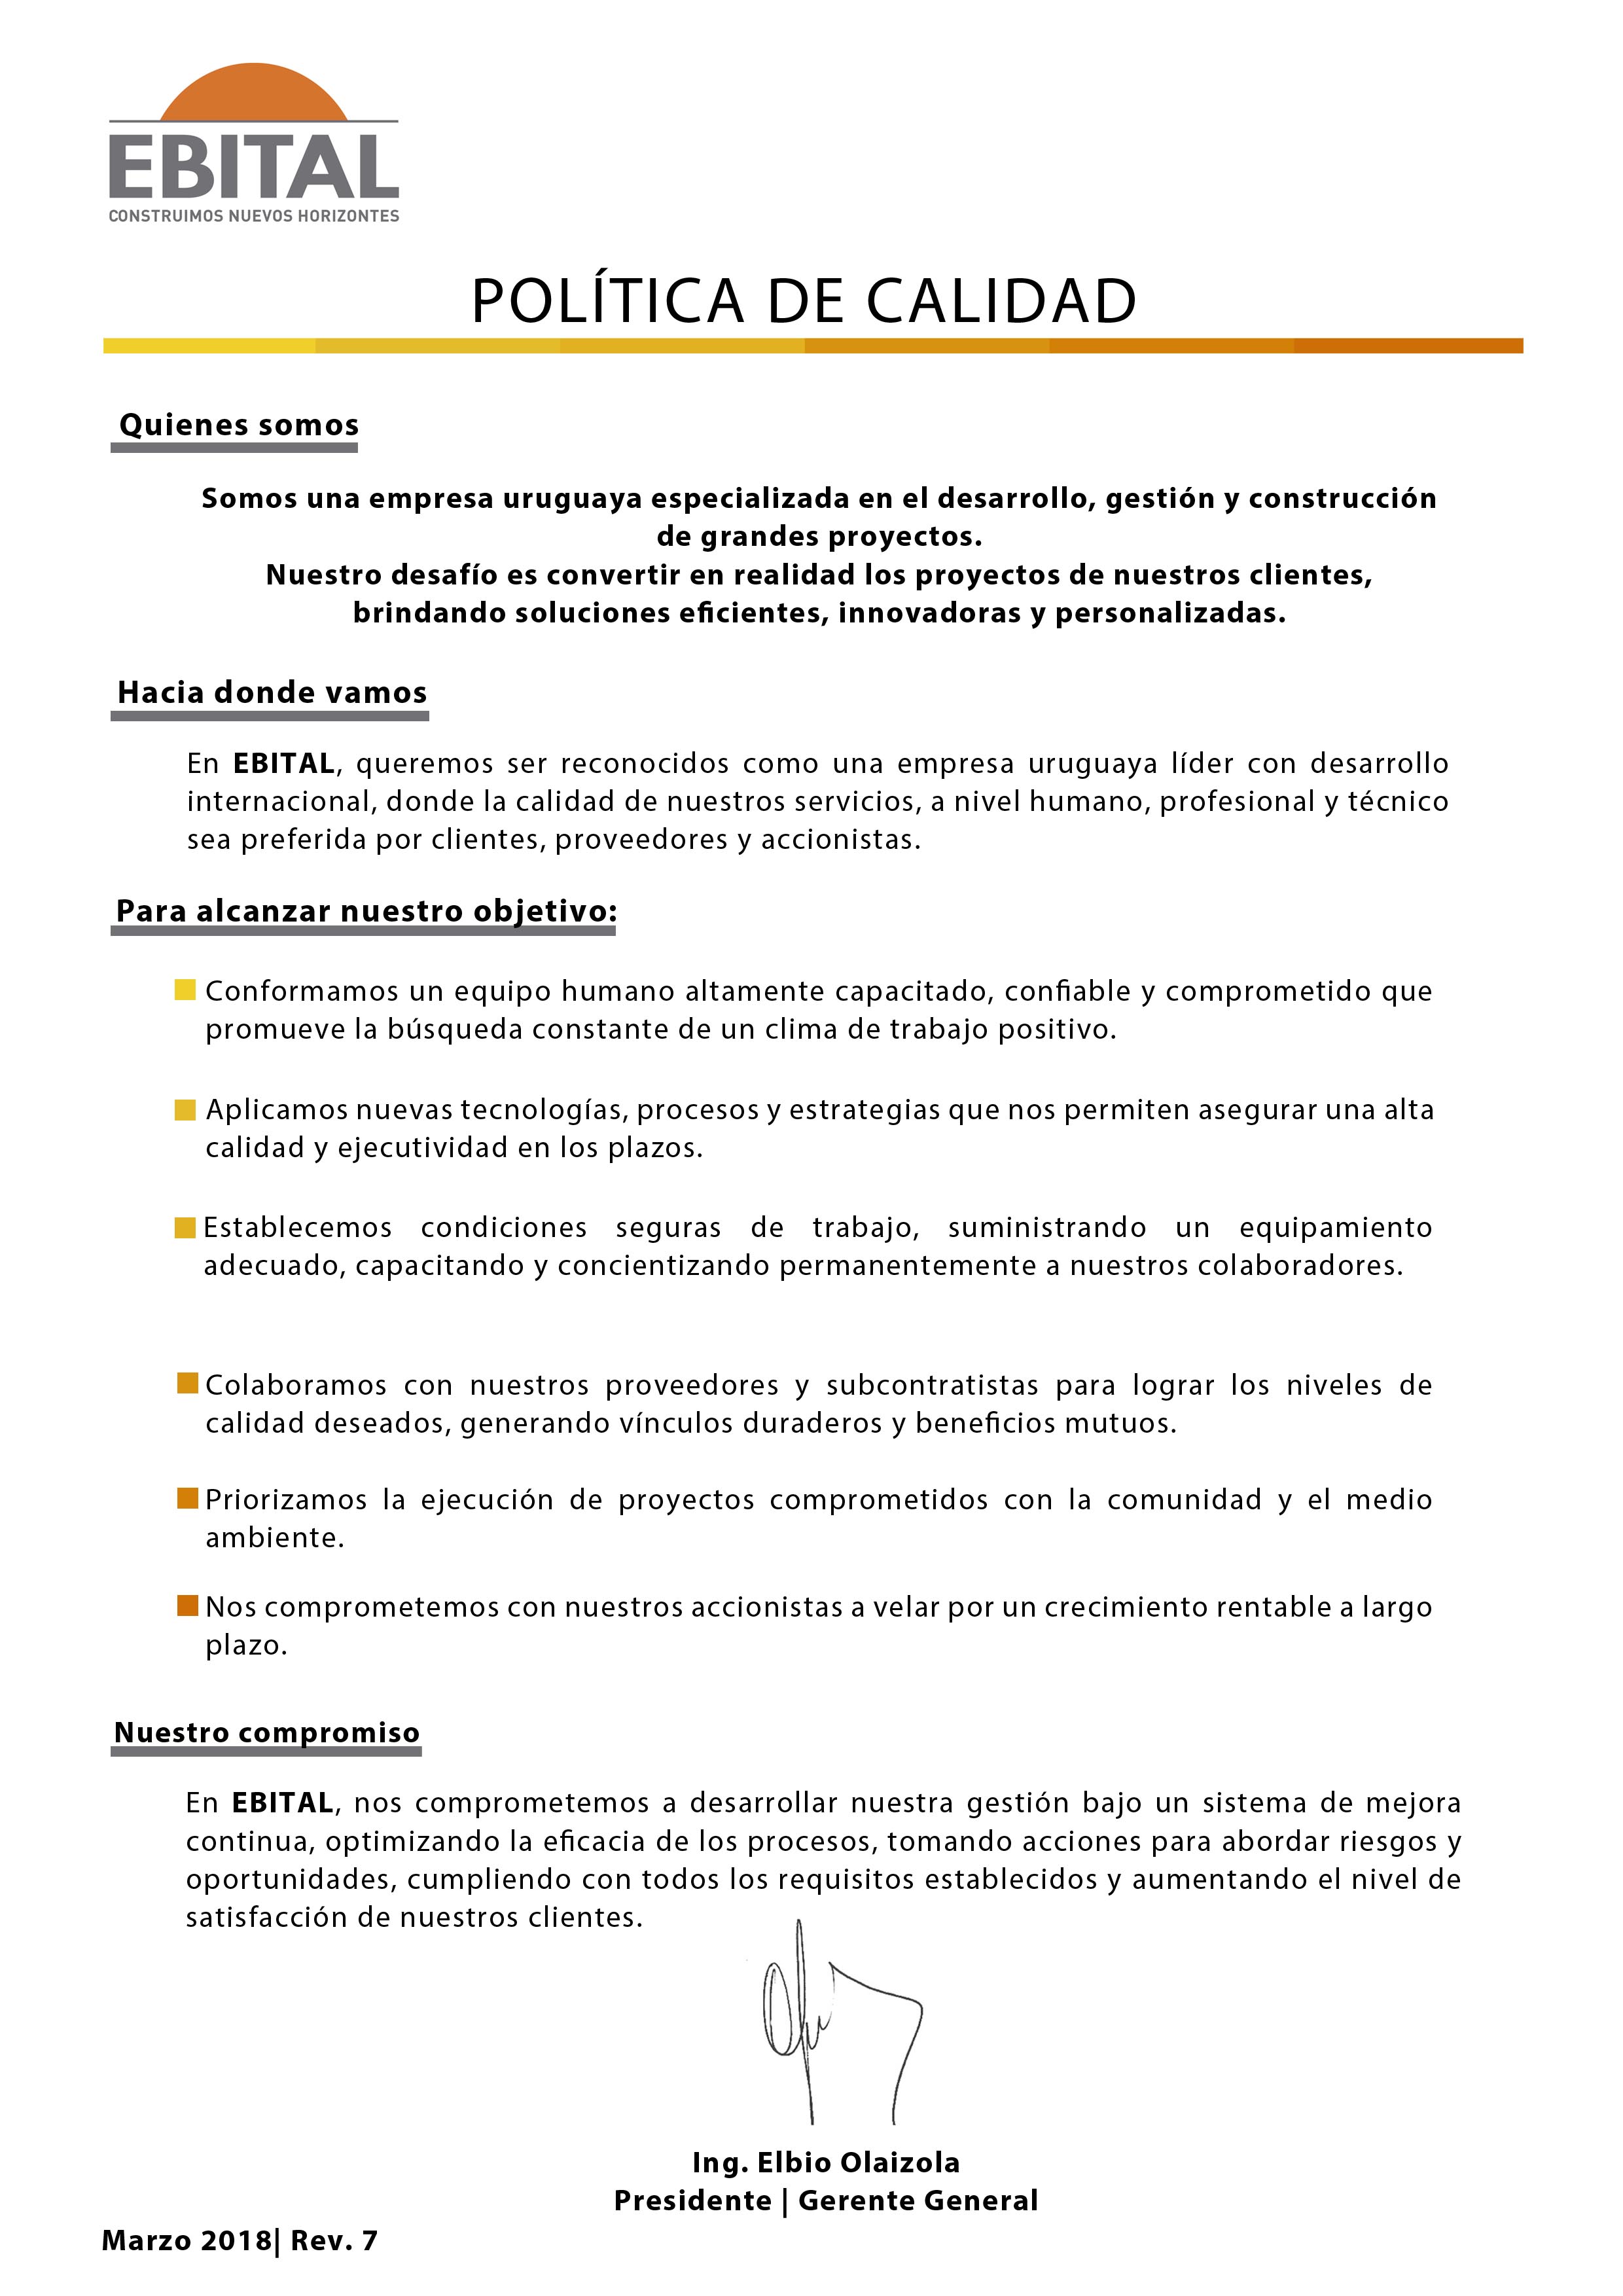 EBITAL
CONSTRUIMOS NUEVOS HORIZONTES
POLÍTICA DE CALIDAD
Quienes somos
Somos una empresa uruguaya especializada en el desarrollo, gestión y construcción
de grandes proyectos.
Nuestro desafío es convertir en realidad los proyectos de nuestros clientes,
brindando soluciones eficientes, innovadoras y personalizadas.
Hacia donde vamos
En EBITAL, queremos ser reconocidos como una empresa uruguaya líder con desarrollo
internacional, donde la calidad de nuestros servicios, a nivel humano, profesional y técnico
sea preferida por clientes, proveedores y accionistas.
Para alcanzar nuestro objetivo:
Conformamos un equipo humano altamente capacitado, confiable y comprometido que
promueve la búsqueda constante de un clima de trabajo positivo.
Aplicamos nuevas tecnologías, procesos y estrategias que nos permiten asegurar una alta
calidad y ejecutividad en los plazos.
Establecemos condiciones seguras de trabajo, suministrando un equipamiento
adecuado, capacitando y concientizando permanentemente a nuestros colaboradores.
Colaboramos con nuestros proveedores y subcontratistas para lograr los niveles de
calidad deseados, generando vínculos duraderos y beneficios mutuos.
Priorizamos la ejecución de proyectos comprometidos con la comunidad y el medio
ambiente.
Nos comprometemos con nuestros accionistas a velar por un crecimiento rentable a largo
plazo.
Nuestro compromiso
En EBITAL, nos comprometemos a desarrollar nuestra gestión bajo un sistema de mejora
continua, optimizando la eficacia de los procesos, tomando acciones para abordar riesgos y
oportunidades, cumpliendo con todos los requisitos establecidos y aumentando el nivel de
satisfacción de nuestros clientes.
Ing. Elbio Olaizola
Presidente | Gerente General
Marzo 2018| Rev. 7